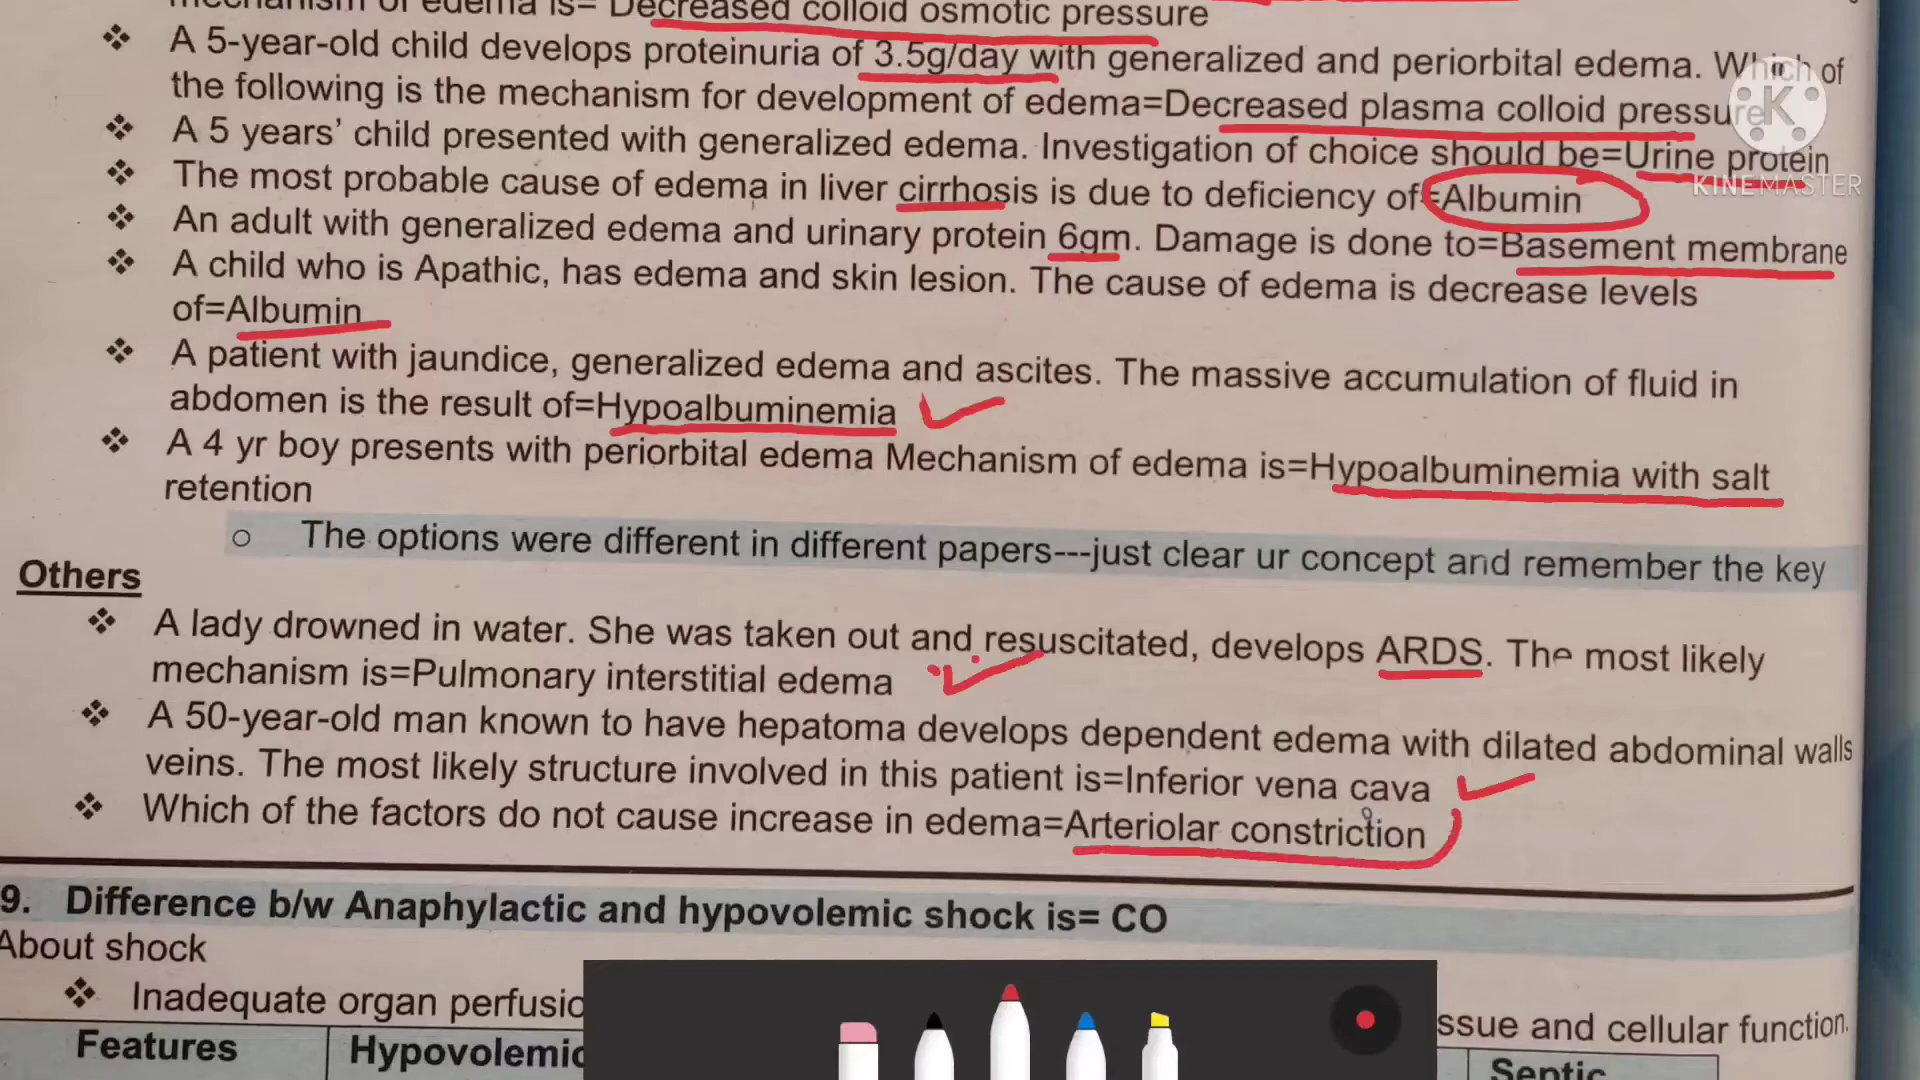 mechanism of edema is= Decreased colloid osmotic pressure
❖ A 5-year-old child develops proteinuria of 3.5g/day with generalized and periorbital edema. Which of
the following is the mechanism for development of edema=Decreased plasma colloid pressure
❖ A 5 years’ child presented with generalized edema. Investigation of choice should be=Urine protein
❖ The most probable cause of edema in liver cirrhosis is due to deficiency of=Albumin
❖ An adult with generalized edema and urinary protein 6gm. Damage is done to=Basement membrane
❖ A child who is Apathic, has edema and skin lesion. The cause of edema is decrease levels
of=Albumin
❖ A patient with jaundice, generalized edema and ascites. The massive accumulation of fluid in
abdomen is the result of=Hypoalbuminemia
❖ A 4 yr boy presents with periorbital edema Mechanism of edema is=Hypoalbuminemia with salt
retention
o The options were different in different papers---just clear ur concept and remember the key
Others
❖ A lady drowned in water. She was taken out and resuscitated, develops ARDS. The most likely
mechanism is=Pulmonary interstitial edema
❖ A 50-year-old man known to have hepatoma develops dependent edema with dilated abdominal walls
veins. The most likely structure involved in this patient is=Inferior vena cava
❖ Which of the factors do not cause increase in edema=Arteriolar constriction
9. Difference b/w Anaphylactic and hypovolemic shock is= CO
About shock
❖ Inadequate organ perfusio ssue and cellular function.
Features Hypovolemic Septic
K
KINEMASTER